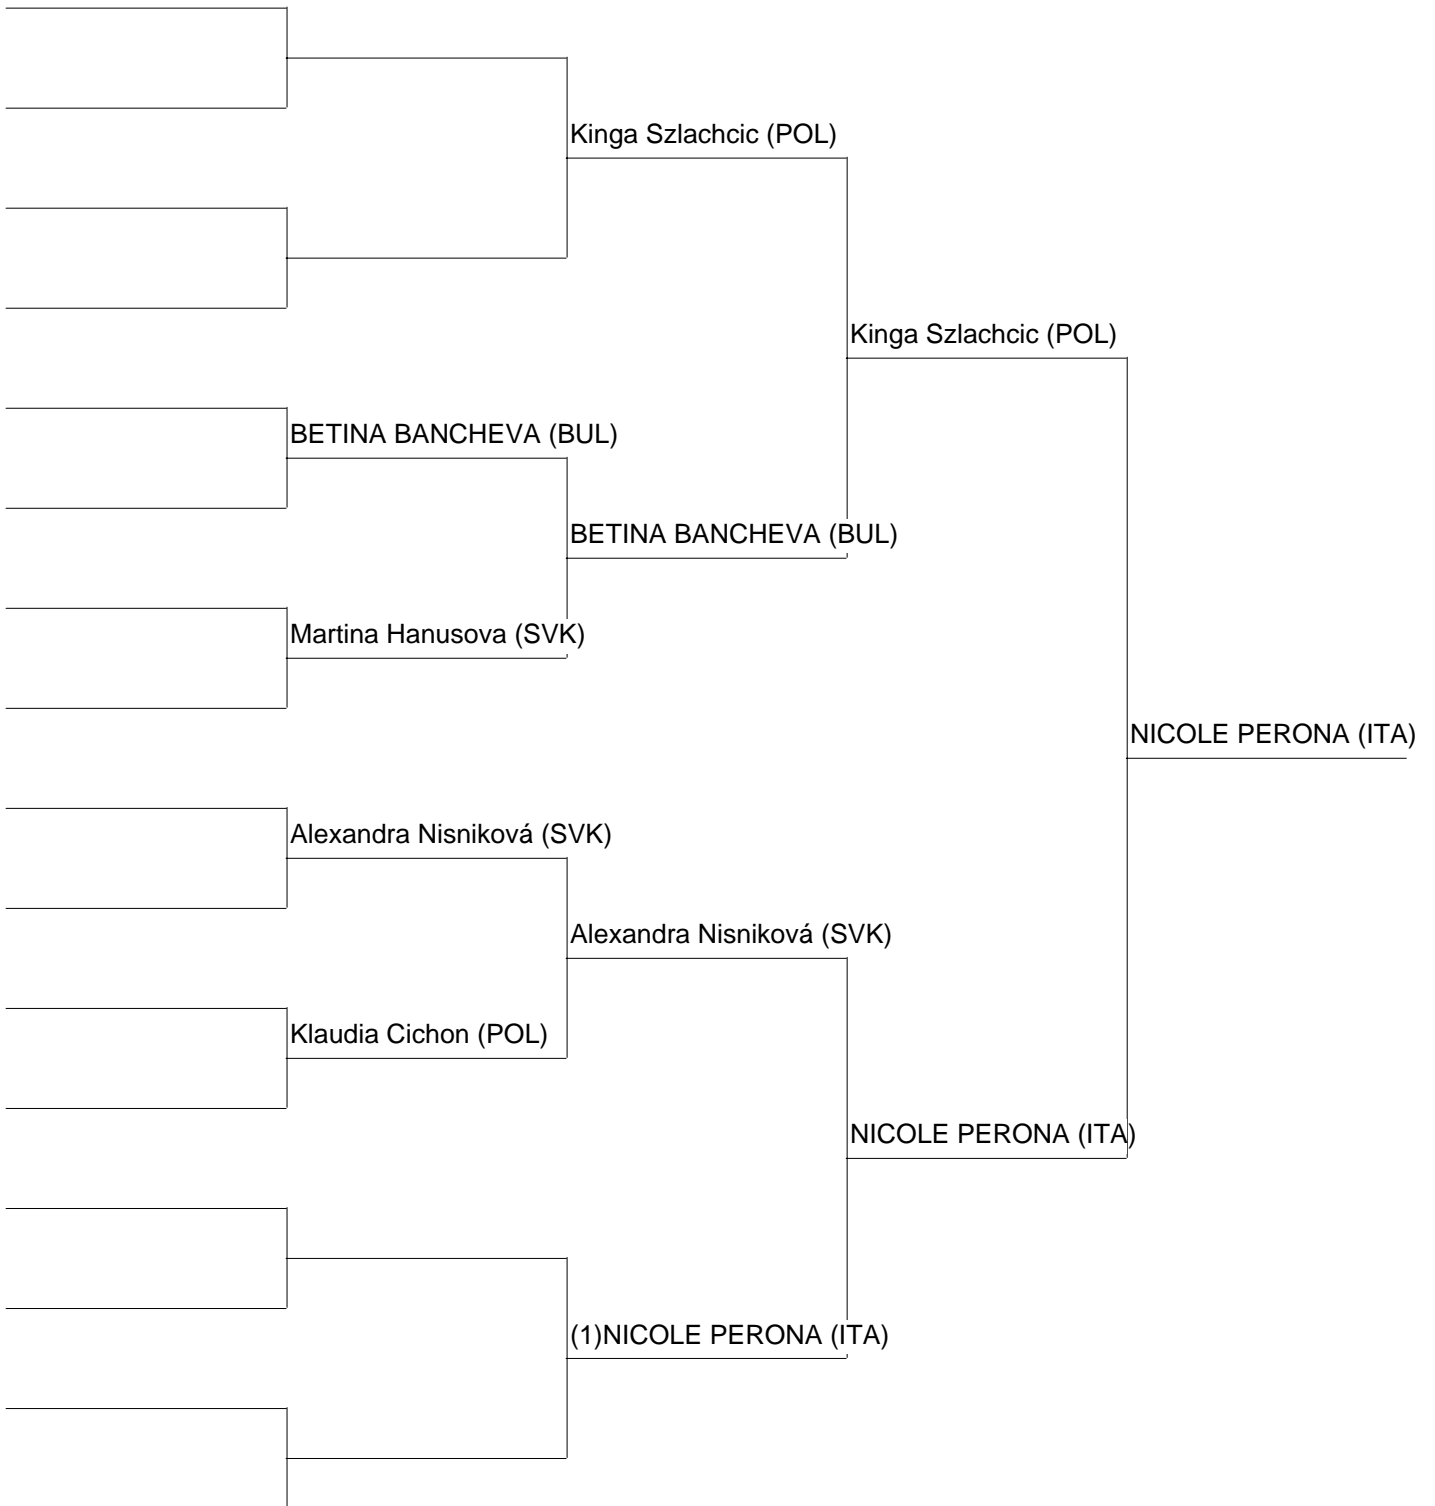 Kinga Szlachcic (POL)
Kinga Szlachcic (POL)
BETINA BANCHEVA (BUL)
BETINA BANCHEVA (BUL)
Martina Hanusova (SVK)
NICOLE PERONA (ITA)
Alexandra Nisniková (SVK)
Alexandra Nisniková (SVK)
Klaudia Cichon (POL)
NICOLE PERONA (ITA)
(1)NICOLE PERONA (ITA)